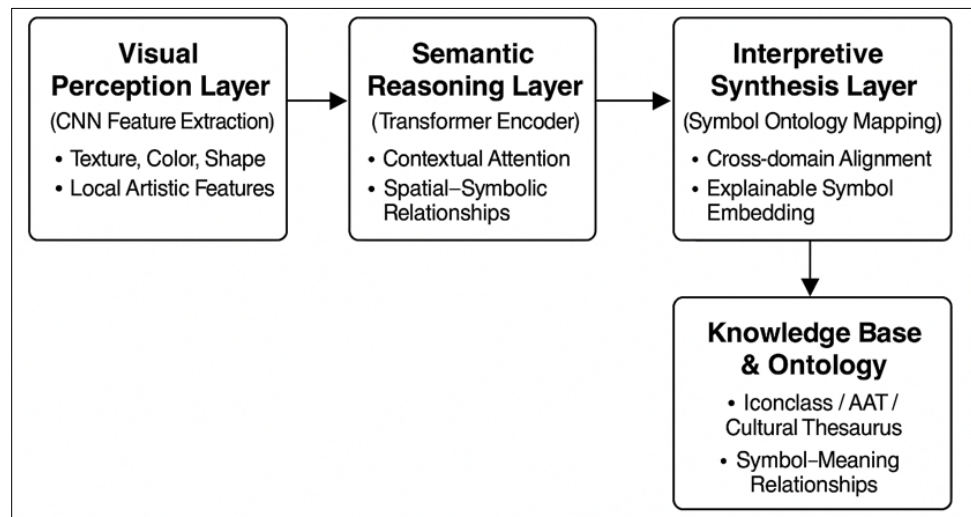 Visual
Perception Layer
(CNN Feature Extraction)
• Texture, Color, Shape
• Local Artistic Features
Semantic
Reasoning Layer
(Transformer Encoder)
• Contextual Attention
• Spatial–Symbolic
Relationships
Interpretive
Synthesis Layer
(Symbol Ontology Mapping)
• Cross-domain Alignment
• Explainable Symbol
Embedding
Knowledge Base
& Ontology
• Iconclass / AAT /
Cultural Thesaurus
• Symbol–Meaning
Relationships